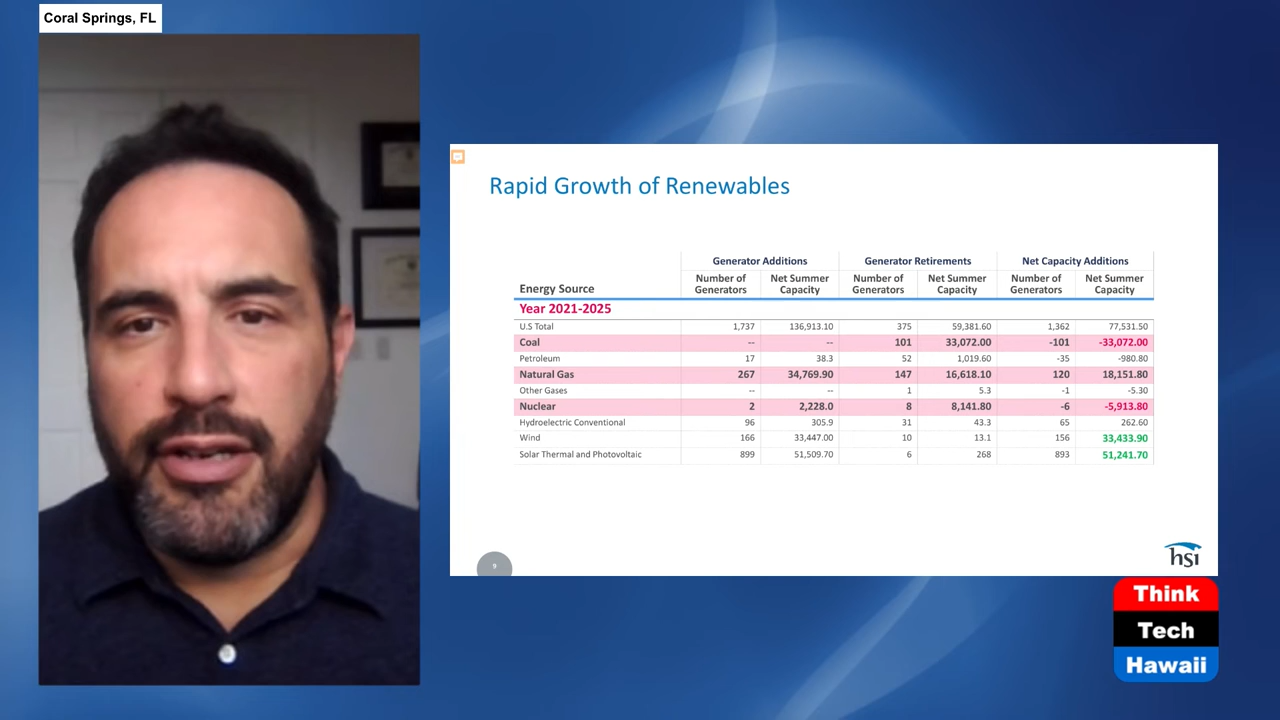 Coral Springs, FL
Rapid Growth of Renewables
Generator Additions Generator Retirements Net Capacity Additions
Energy Source Number of Generators Net Summer Capacity Number of Generators Net Summer Capacity Number of Generators Net Summer Capacity
Year 2021-2025
U.S Total 1,737 136,913.10 375 59,381.60 1,362 77,531.50
Coal -- -- 101 33,072.00 -101 -33,072.00
Petroleum 17 38.3 52 1,019.60 -35 -980.80
Natural Gas 267 34,769.90 147 16,618.10 120 18,151.80
Other Gases -- -- 1 5.3 -1 -5.30
Nuclear 2 2,228.0 8 8,141.80 -6 -5,913.80
Hydroelectric Conventional 96 305.9 31 43.3 65 262.60
Wind 166 33,447.00 10 13.1 156 33,433.90
Solar Thermal and Photovoltaic 899 51,509.70 6 268 893 51,241.70
9
hsi
Think
Tech
Hawaii